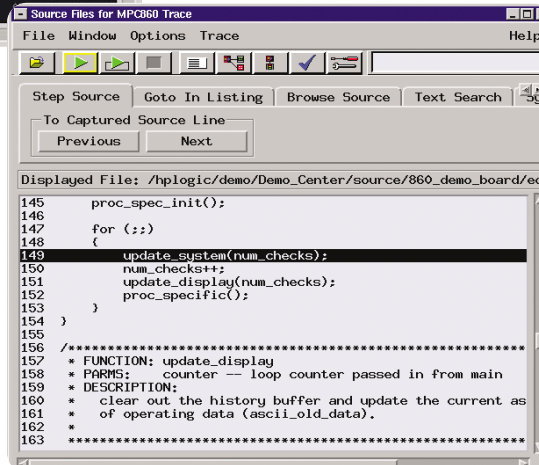 Source Files for MPC860 Trace
File Window Options Trace Help
Step Source Goto In Listing Browse Source Text Search
To Captured Source Line
Previous Next
Displayed File: /hplogic/demo/Demo_Center/source/860_demo_board/ec
145 proc_spec_init();
146
147 for (;;)
148 {
149 update_system(num_checks);
150 num_checks++;
151 update_display(num_checks);
152 proc_specific();
153 }
154 }
155
156 /**********************************************************
157 * FUNCTION: update_display
158 * PARMS: counter -- loop counter passed in from main
159 * DESCRIPTION:
160 * clear out the history buffer and update the current as
161 * of operating data (ascii_old_data).
162 *
163 **********************************************************